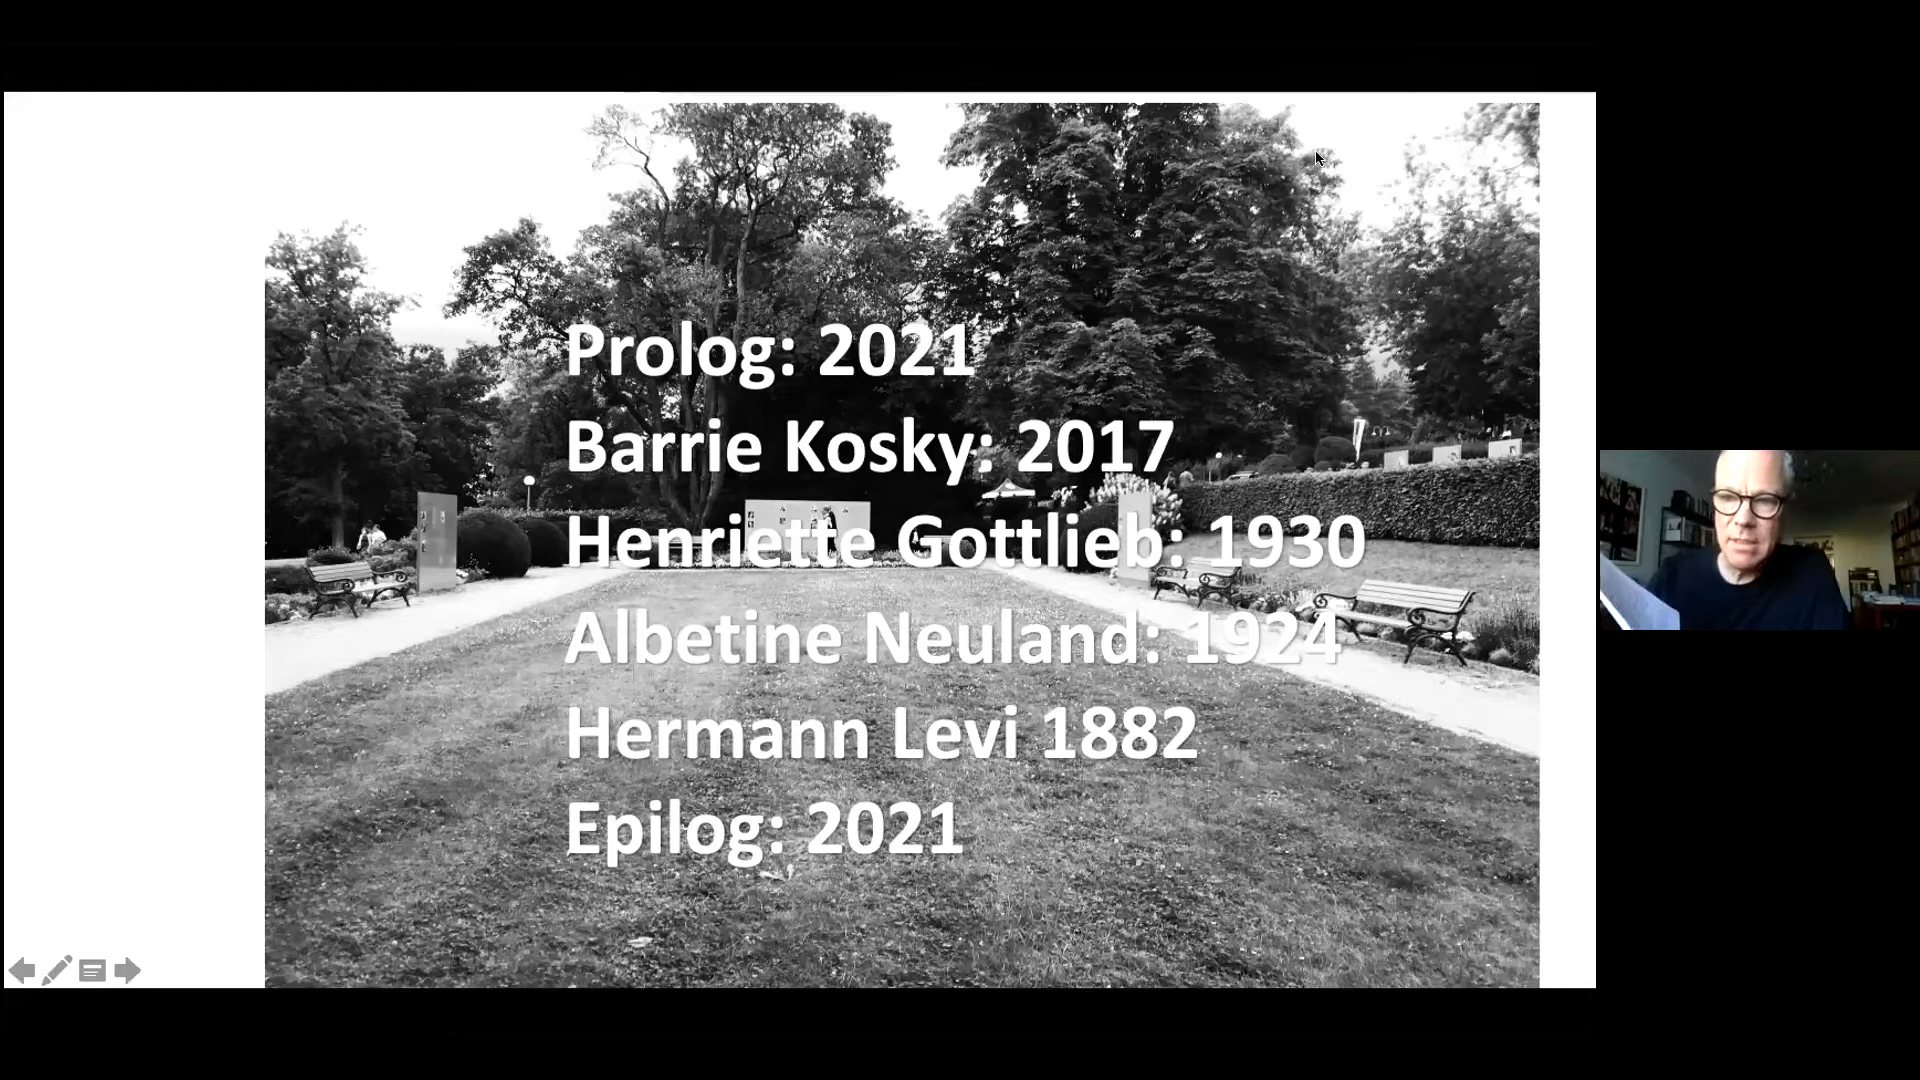 Prolog: 2021
Barrie Kosky: 2017
Henriette Gottlieb: 1930
Albetine Neuland: 1924
Hermann Levi 1882
Epilog: 2021